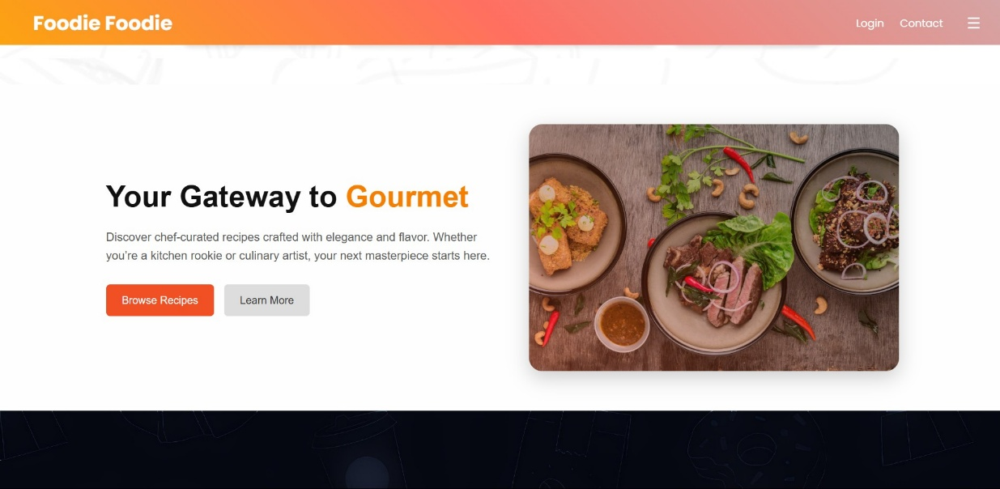 Foodie Foodie
Login Contact
Your Gateway to Gourmet
Discover chef-curated recipes crafted with elegance and flavor. Whether
you're a kitchen rookie or culinary artist, your next masterpiece starts here.
Browse Recipes Learn More